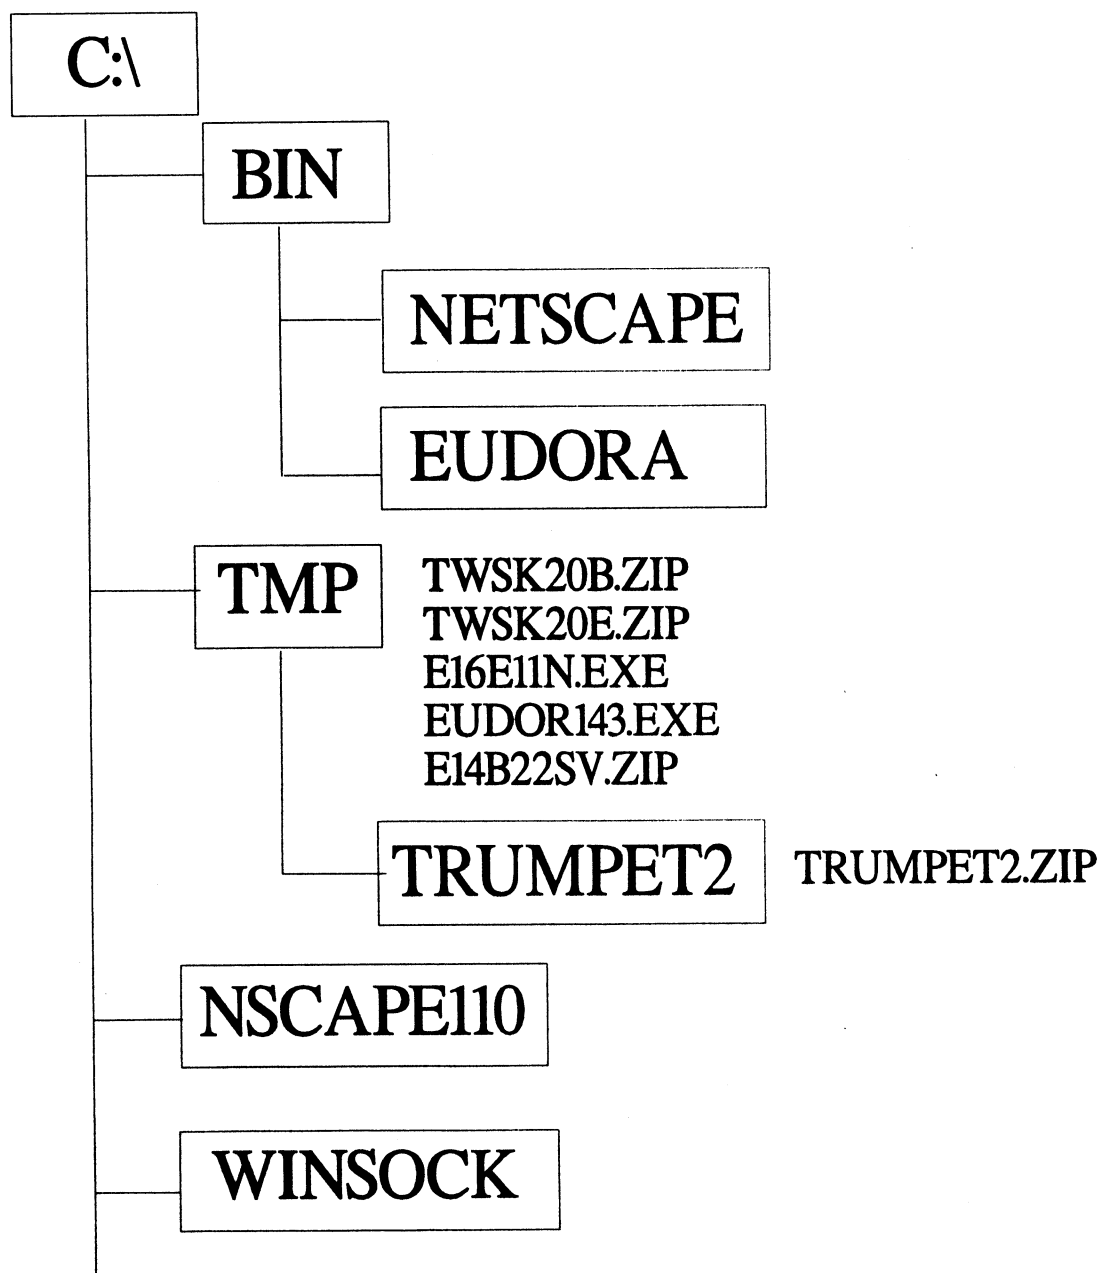 C:\
BIN
NETSCAPE
EUDORA
TMP
TWSK20B.ZIP
TWSK20E.ZIP
E16E11N.EXE
EUDOR143.EXE
E14B22SV.ZIP
TRUMPET2
TRUMPET2.ZIP
NSCAPE110
WINSOCK